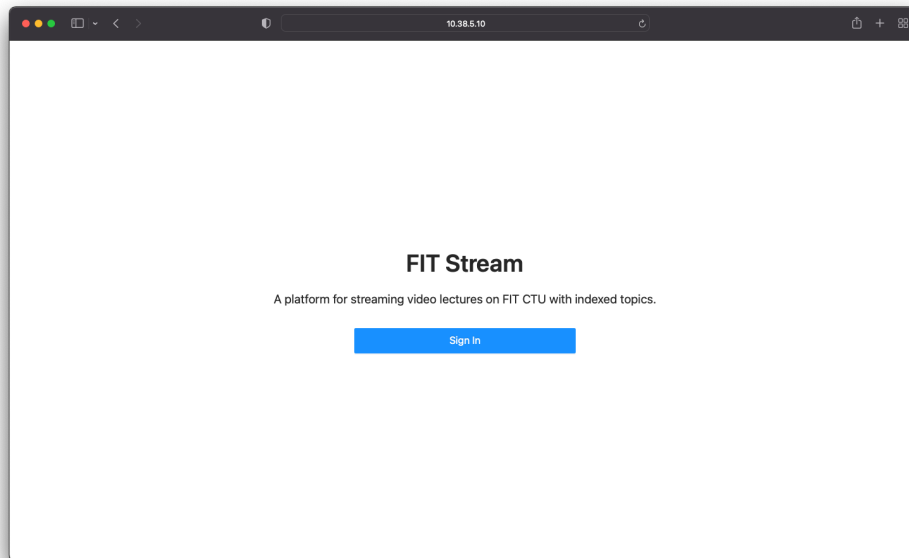 10.38.5.10
FIT Stream
A platform for streaming video lectures on FIT CTU with indexed topics.
Sign In